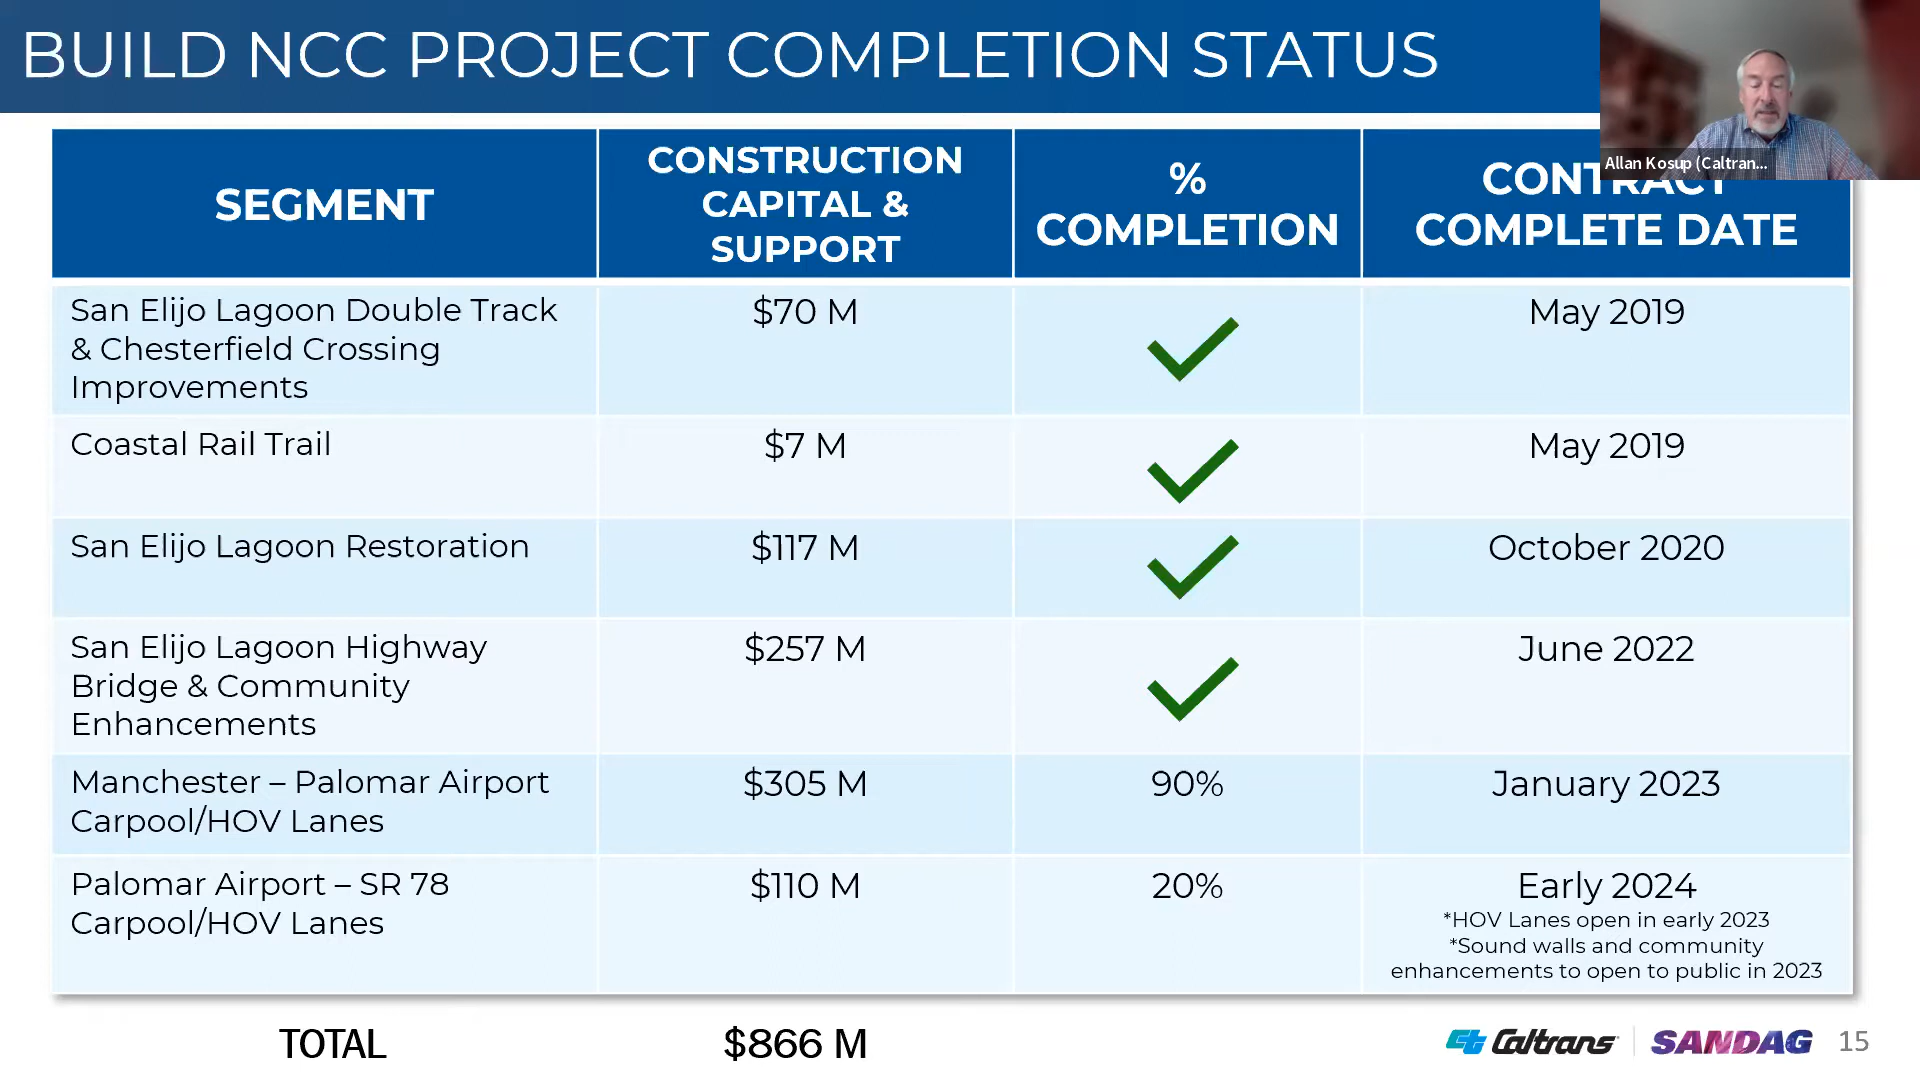 BUILD NCC PROJECT COMPLETION STATUS
Allan Kosup (Caltran...
SEGMENT
CONSTRUCTION
CAPITAL &
SUPPORT
%
COMPLETION
CONTRACT
COMPLETE DATE
San Elijo Lagoon Double Track
& Chesterfield Crossing
Improvements
$70 M
May 2019
Coastal Rail Trail
$7 M
May 2019
San Elijo Lagoon Restoration
$117 M
October 2020
San Elijo Lagoon Highway
Bridge & Community
Enhancements
$257 M
June 2022
Manchester – Palomar Airport
Carpool/HOV Lanes
$305 M
90%
January 2023
Palomar Airport – SR 78
Carpool/HOV Lanes
$110 M
20%
Early 2024
*HOV Lanes open in early 2023
*Sound walls and community
enhancements to open to public in 2023
TOTAL
$866 M
ct Caltrans
SANDAG
15